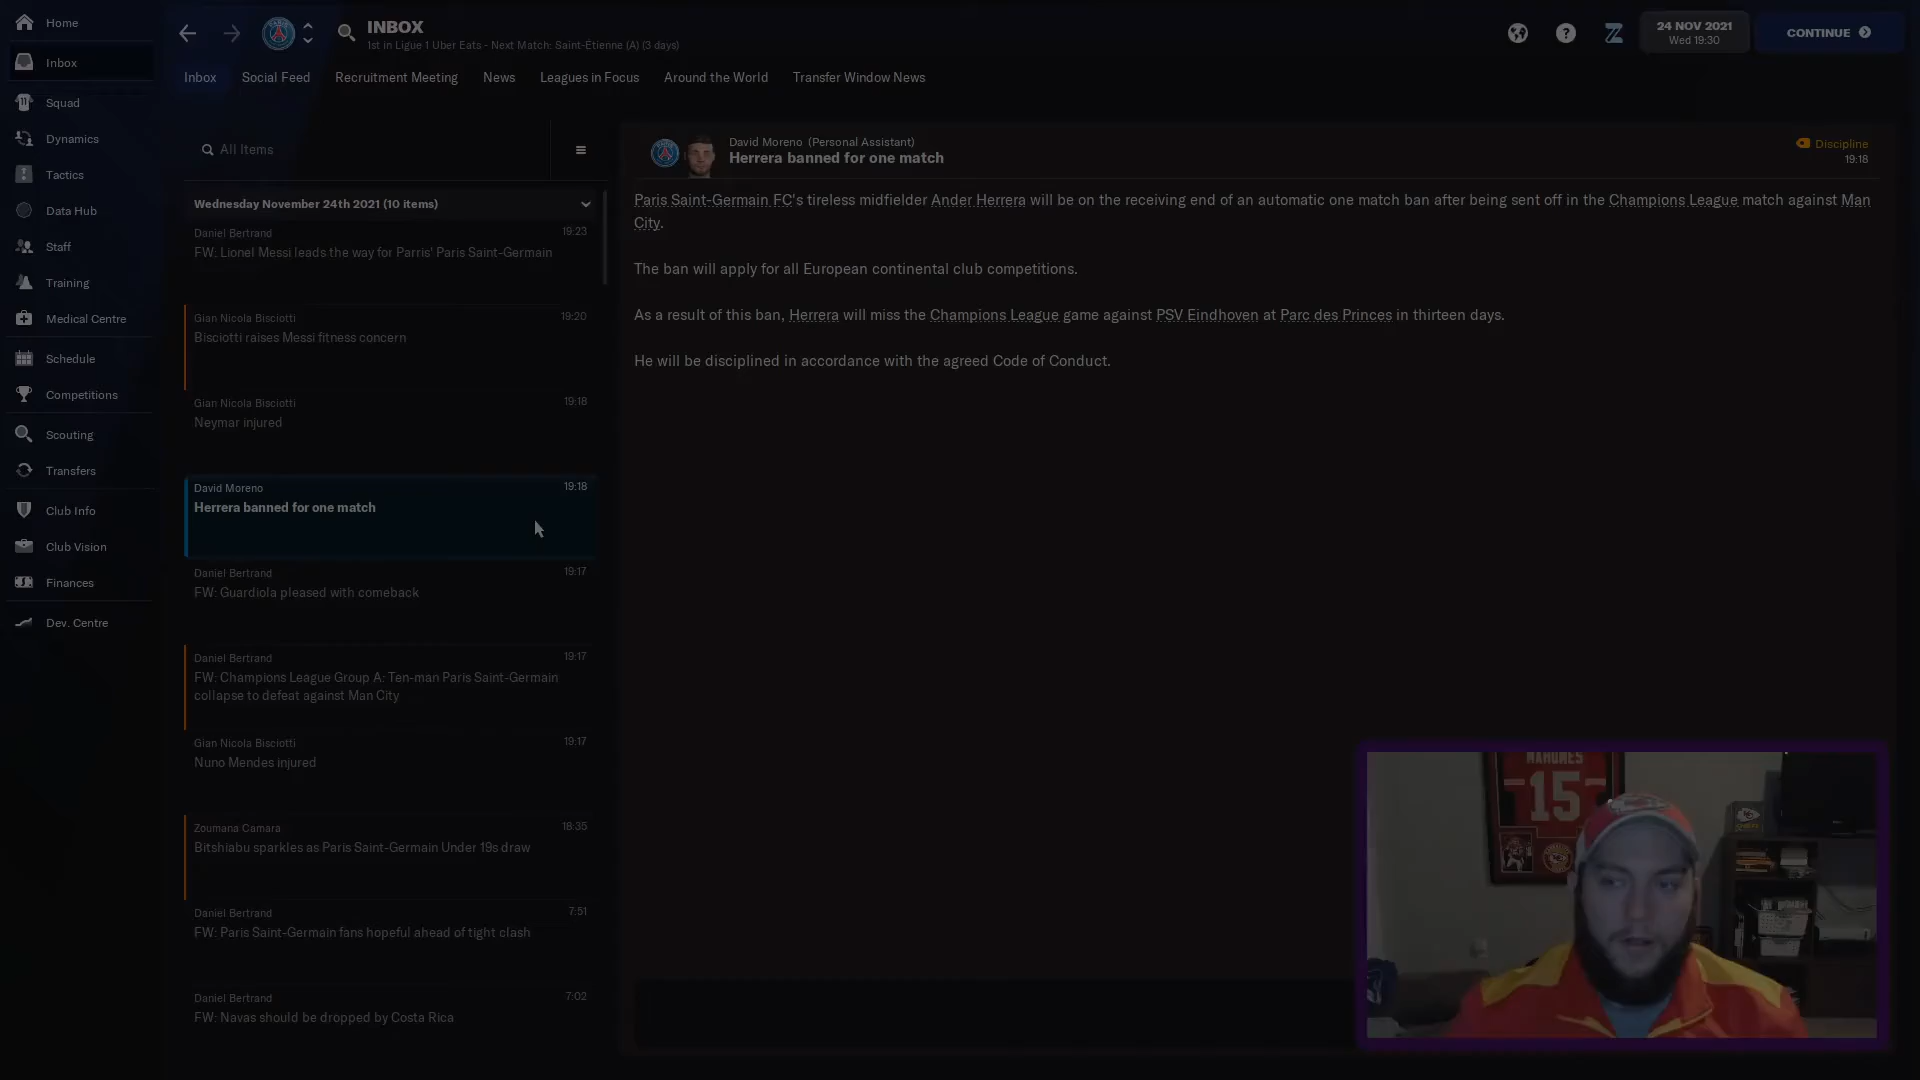 Home
Inbox
Squad
Dynamics
Tactics
Data Hub
Staff
Training
Medical Centre
Schedule
Competitions
Scouting
Transfers
Club Info
Club Vision
Finances
Dev. Centre
INBOX
1st in Ligue 1 Uber Eats - Next Match: Saint-Étienne (A) (3 days)
24 NOV 2021
Wed 19:30
CONTINUE
Inbox Social Feed Recruitment Meeting News Leagues in Focus Around the World Transfer Window News
All Items
Wednesday November 24th 2021 (10 items)
Daniel Bertrand 19:23
FW: Lionel Messi leads the way for Parris' Paris Saint-Germain
Gian Nicola Bisciotti 19:20
Bisciotti raises Messi fitness concern
Gian Nicola Bisciotti 19:18
Neymar injured
David Moreno 19:18
Herrera banned for one match
Daniel Bertrand 19:17
FW: Guardiola pleased with comeback
Daniel Bertrand 19:17
FW: Champions League Group A: Ten-man Paris Saint-Germain
collapse to defeat against Man City
Gian Nicola Bisciotti 19:17
Nuno Mendes injured
Zoumana Camara 18:35
Bitshiabu sparkles as Paris Saint-Germain Under 19s draw
Daniel Bertrand 7:51
FW: Paris Saint-Germain fans hopeful ahead of tight clash
Daniel Bertrand 7:02
FW: Navas should be dropped by Costa Rica
David Moreno (Personal Assistant)
Herrera banned for one match
Discipline
19:18
Paris Saint-Germain FC's tireless midfielder Ander Herrera will be on the receiving end of an automatic one match ban after being sent off in the Champions League match against Man
City.
The ban will apply for all European continental club competitions.
As a result of this ban, Herrera will miss the Champions League game against PSV Eindhoven at Parc des Princes in thirteen days.
He will be disciplined in accordance with the agreed Code of Conduct.
MAHOMES
15